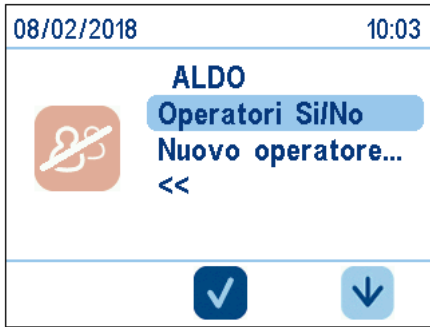 08/02/2018 10:03
ALDO
Operatori Si/No
Nuovo operatore...
<<